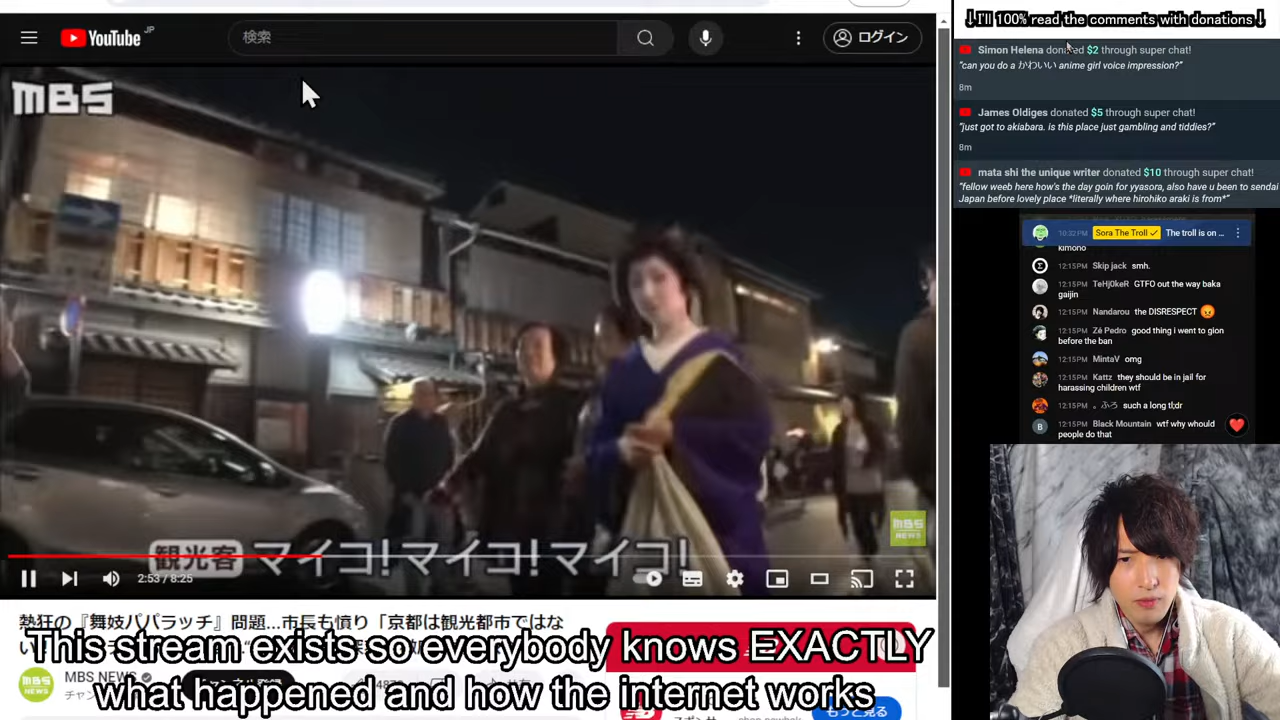 YouTube JP
検索
ログイン
MBS
MBS NEWS
観光客 マイコ!マイコ!マイコ!
2:53 / 8:25
熱狂の『舞妓パパラッチ』問題...市長も憤り「京都は観光都市ではな
This stream exists so everybody knows EXACTLY
what happened and how the internet works
MBS NEWS
もっと見る
↓I'll 100% read the comments with donations↓
Simon Helena donated $2 through super chat!
"can you do a かわいい anime girl voice impression?"
8m
James Oldiges donated $5 through super chat!
"just got to akiabara. is this place just gambling and tiddies?"
8m
mata shi the unique writer donated $10 through super chat!
"fellow weeb here how's the day goin for yyasora, also have u been to sendai
Japan before lovely place *literally where hirohiko araki is from*"
10:32 PM Sora The Troll ✓ The troll is on ...
kimono
12:15PM Skip jack smh.
12:15PM TeHj0keR GTFO out the way baka
gaijin
12:15PM Nandarou the DISRESPECT
12:15PM Zé Pedro good thing i went to gion
before the ban
12:15PM MintaV omg
12:15PM Kattz they should be in jail for
harassing children wtf
12:15PM 。ふろ such a long tl;dr
12:15PM Black Mountain wtf why whould
people do that